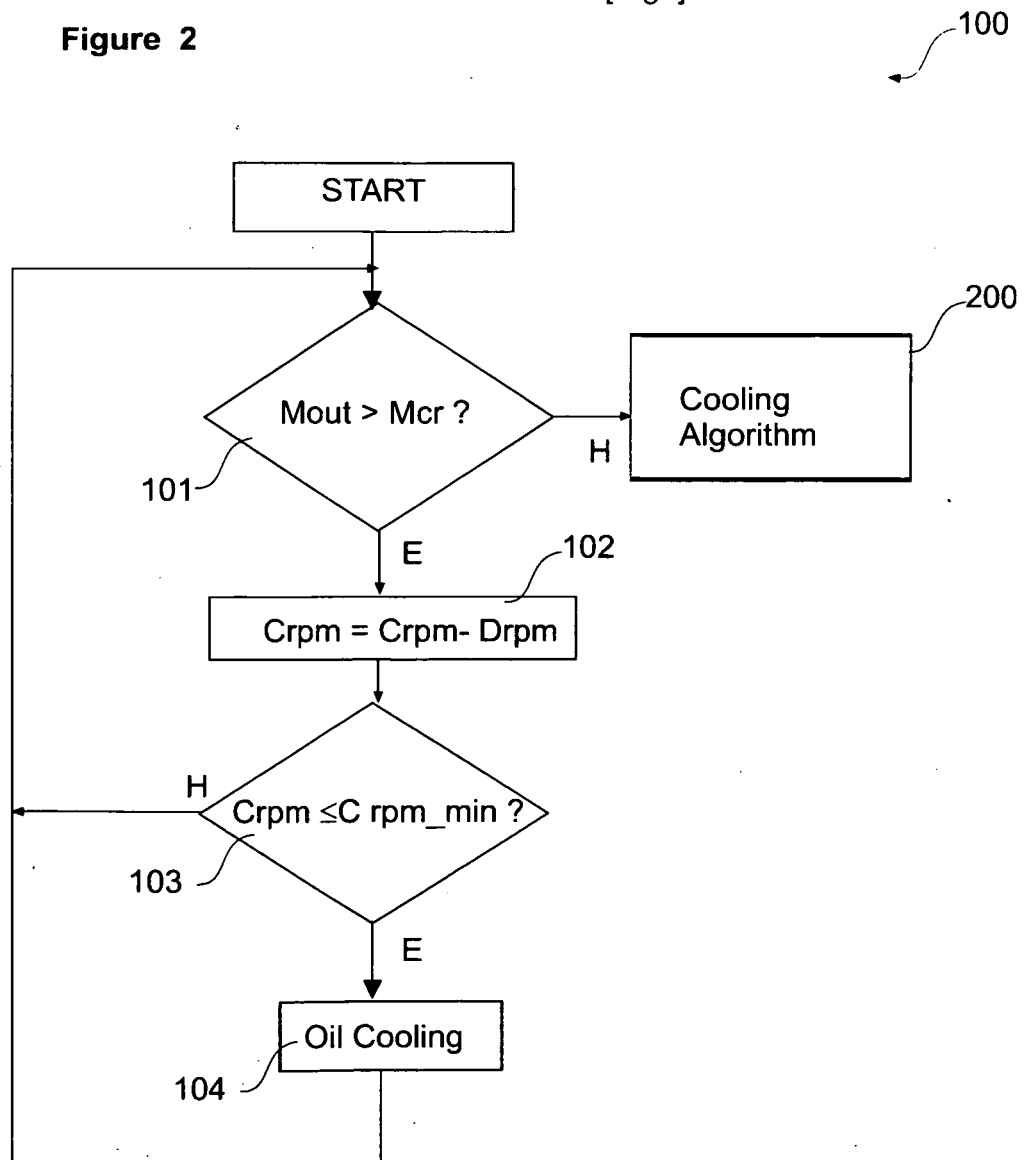 Figure 2
100
START
200
Mout > Mcr ?
Cooling
Algorithm
H
101
E
102
Crpm = Crpm- Drpm
H
Crpm ≤C rpm_min ?
103
E
Oil Cooling
104